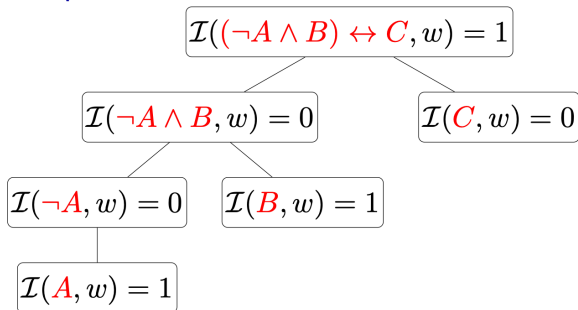 𝓘((¬A ∧ B) ↔ C, w) = 1
𝓘(¬A ∧ B, w) = 0
𝓘(C, w) = 0
𝓘(¬A, w) = 0
𝓘(B, w) = 1
𝓘(A, w) = 1